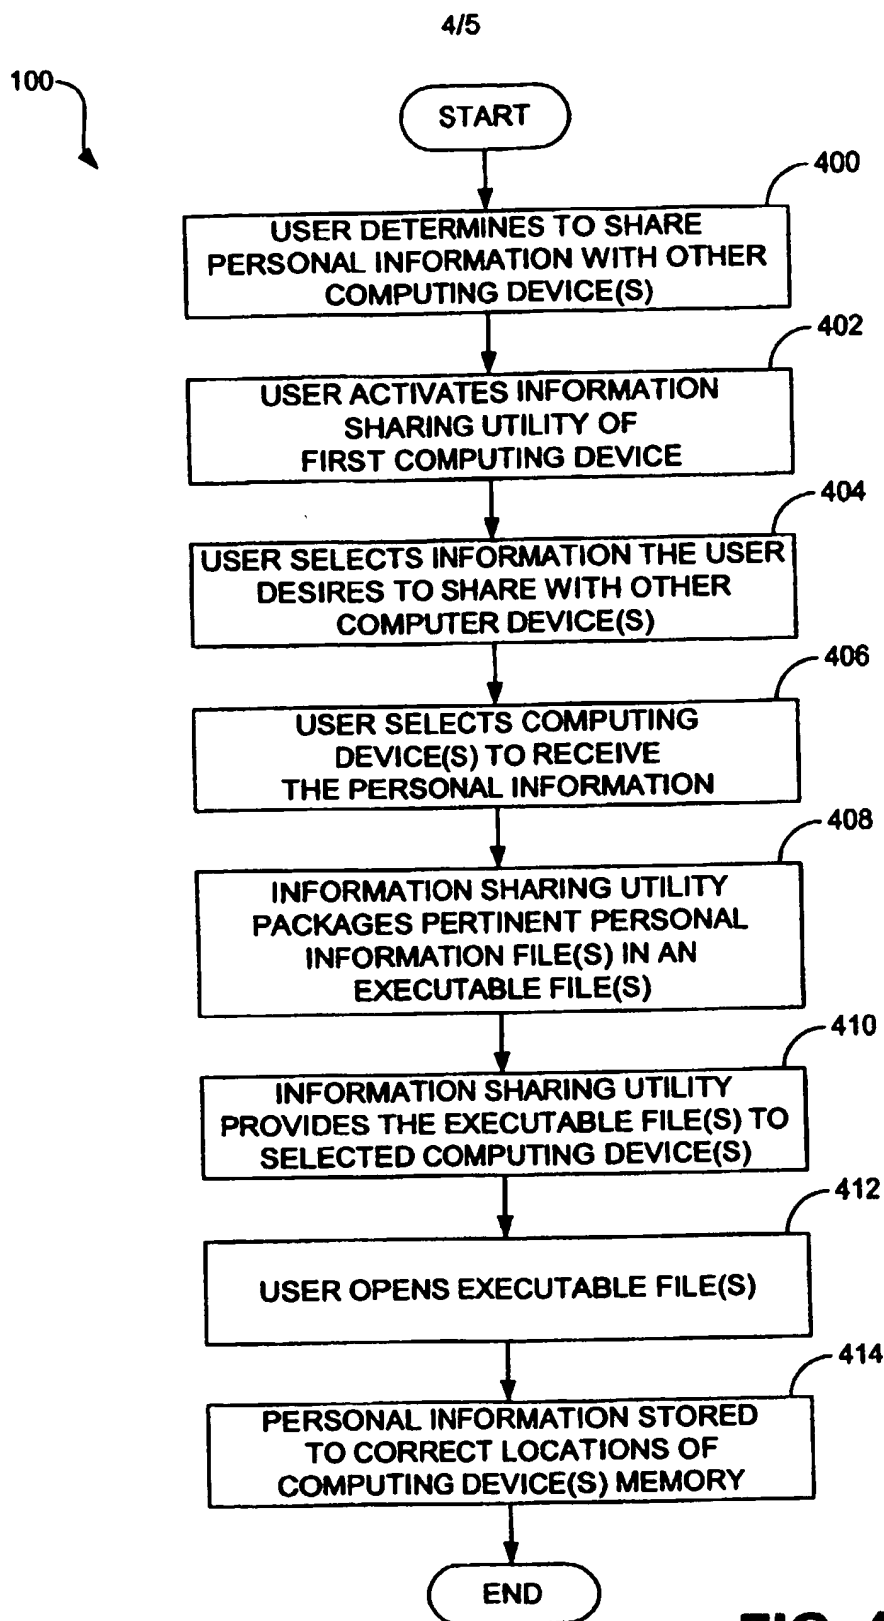 4/5
100
START
400
USER DETERMINES TO SHARE
PERSONAL INFORMATION WITH OTHER
COMPUTING DEVICE(S)
402
USER ACTIVATES INFORMATION
SHARING UTILITY OF
FIRST COMPUTING DEVICE
404
USER SELECTS INFORMATION THE USER
DESIRES TO SHARE WITH OTHER
COMPUTER DEVICE(S)
406
USER SELECTS COMPUTING
DEVICE(S) TO RECEIVE
THE PERSONAL INFORMATION
408
INFORMATION SHARING UTILITY
PACKAGES PERTINENT PERSONAL
INFORMATION FILE(S) IN AN
EXECUTABLE FILE(S)
410
INFORMATION SHARING UTILITY
PROVIDES THE EXECUTABLE FILE(S) TO
SELECTED COMPUTING DEVICE(S)
412
USER OPENS EXECUTABLE FILE(S)
414
PERSONAL INFORMATION STORED
TO CORRECT LOCATIONS OF
COMPUTING DEVICE(S) MEMORY
END